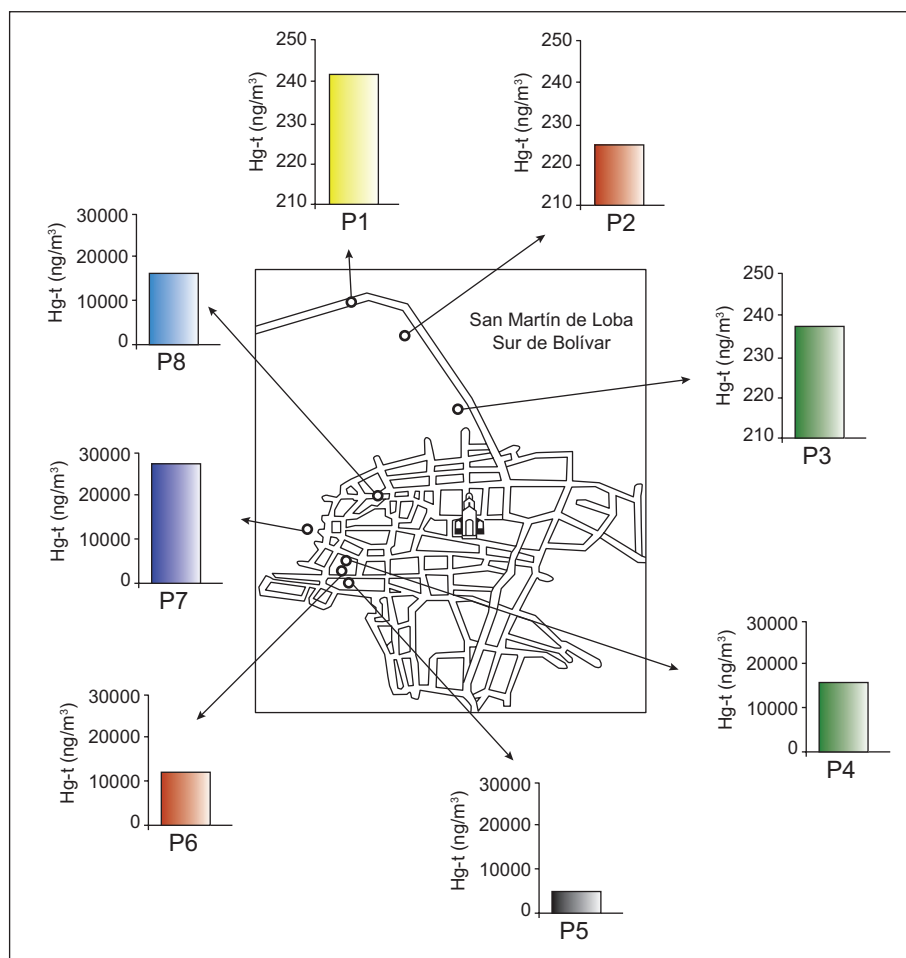 250
240
230
220
210
Hg-t (ng/m³)
P1
250
240
230
220
210
Hg-t (ng/m³)
P2
30000
20000
10000
0
Hg-t (ng/m³)
P8
San Martín de Loba
Sur de Bolívar
250
240
230
220
210
Hg-t (ng/m³)
P3
30000
20000
10000
0
Hg-t (ng/m³)
P7
30000
20000
10000
0
Hg-t (ng/m³)
P4
30000
20000
10000
0
Hg-t (ng/m³)
P6
30000
20000
10000
0
Hg-t (ng/m³)
P5